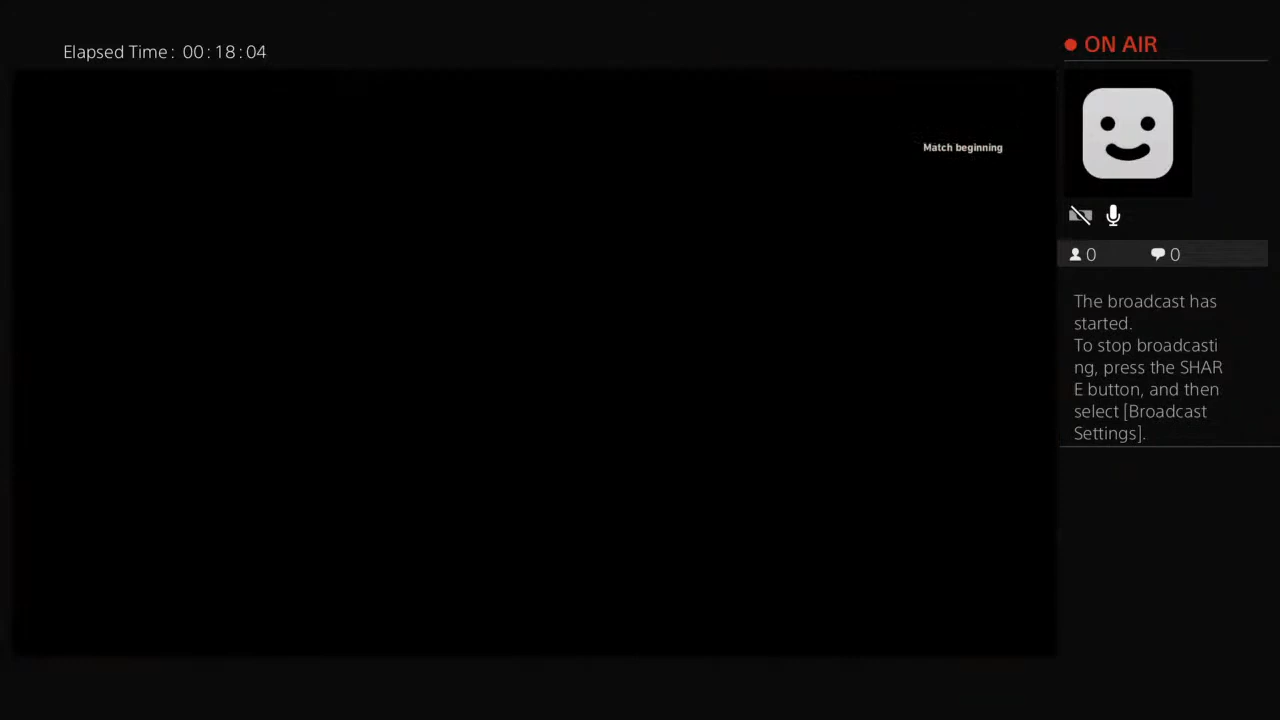 Elapsed Time: 00:18:04
ON AIR
Match beginning
0 0
The broadcast has
started.
To stop broadcasti
ng, press the SHAR
E button, and then
select [Broadcast
Settings].